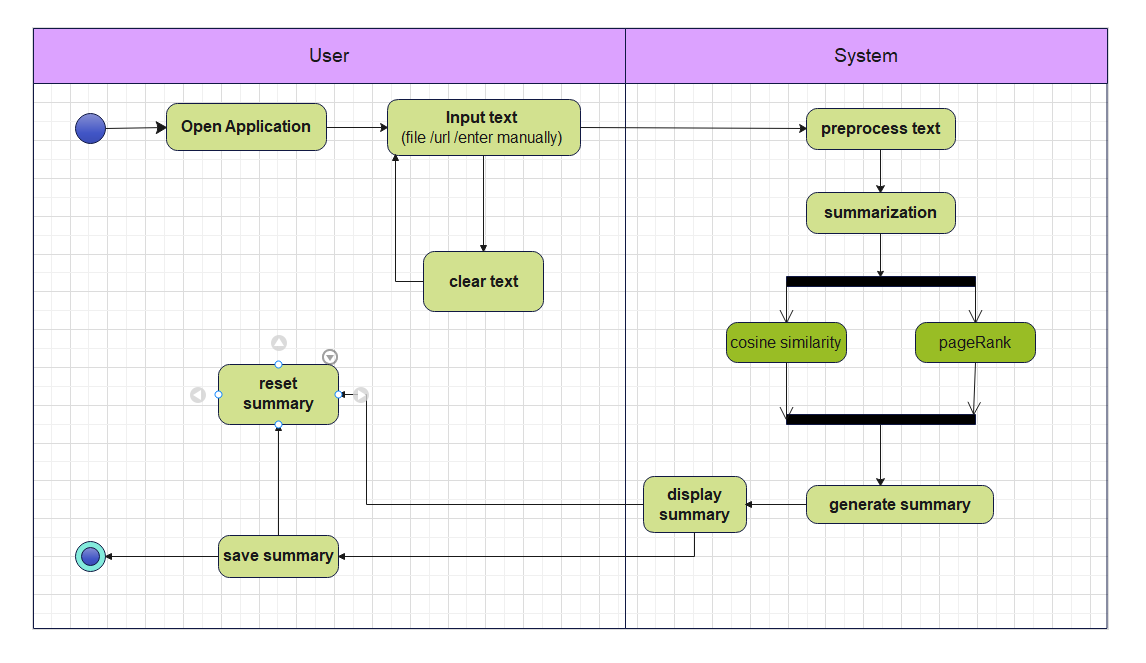 User
System
Open Application
Input text
(file /url /enter manually)
preprocess text
summarization
clear text
cosine similarity
pageRank
reset
summary
display
summary
generate summary
save summary